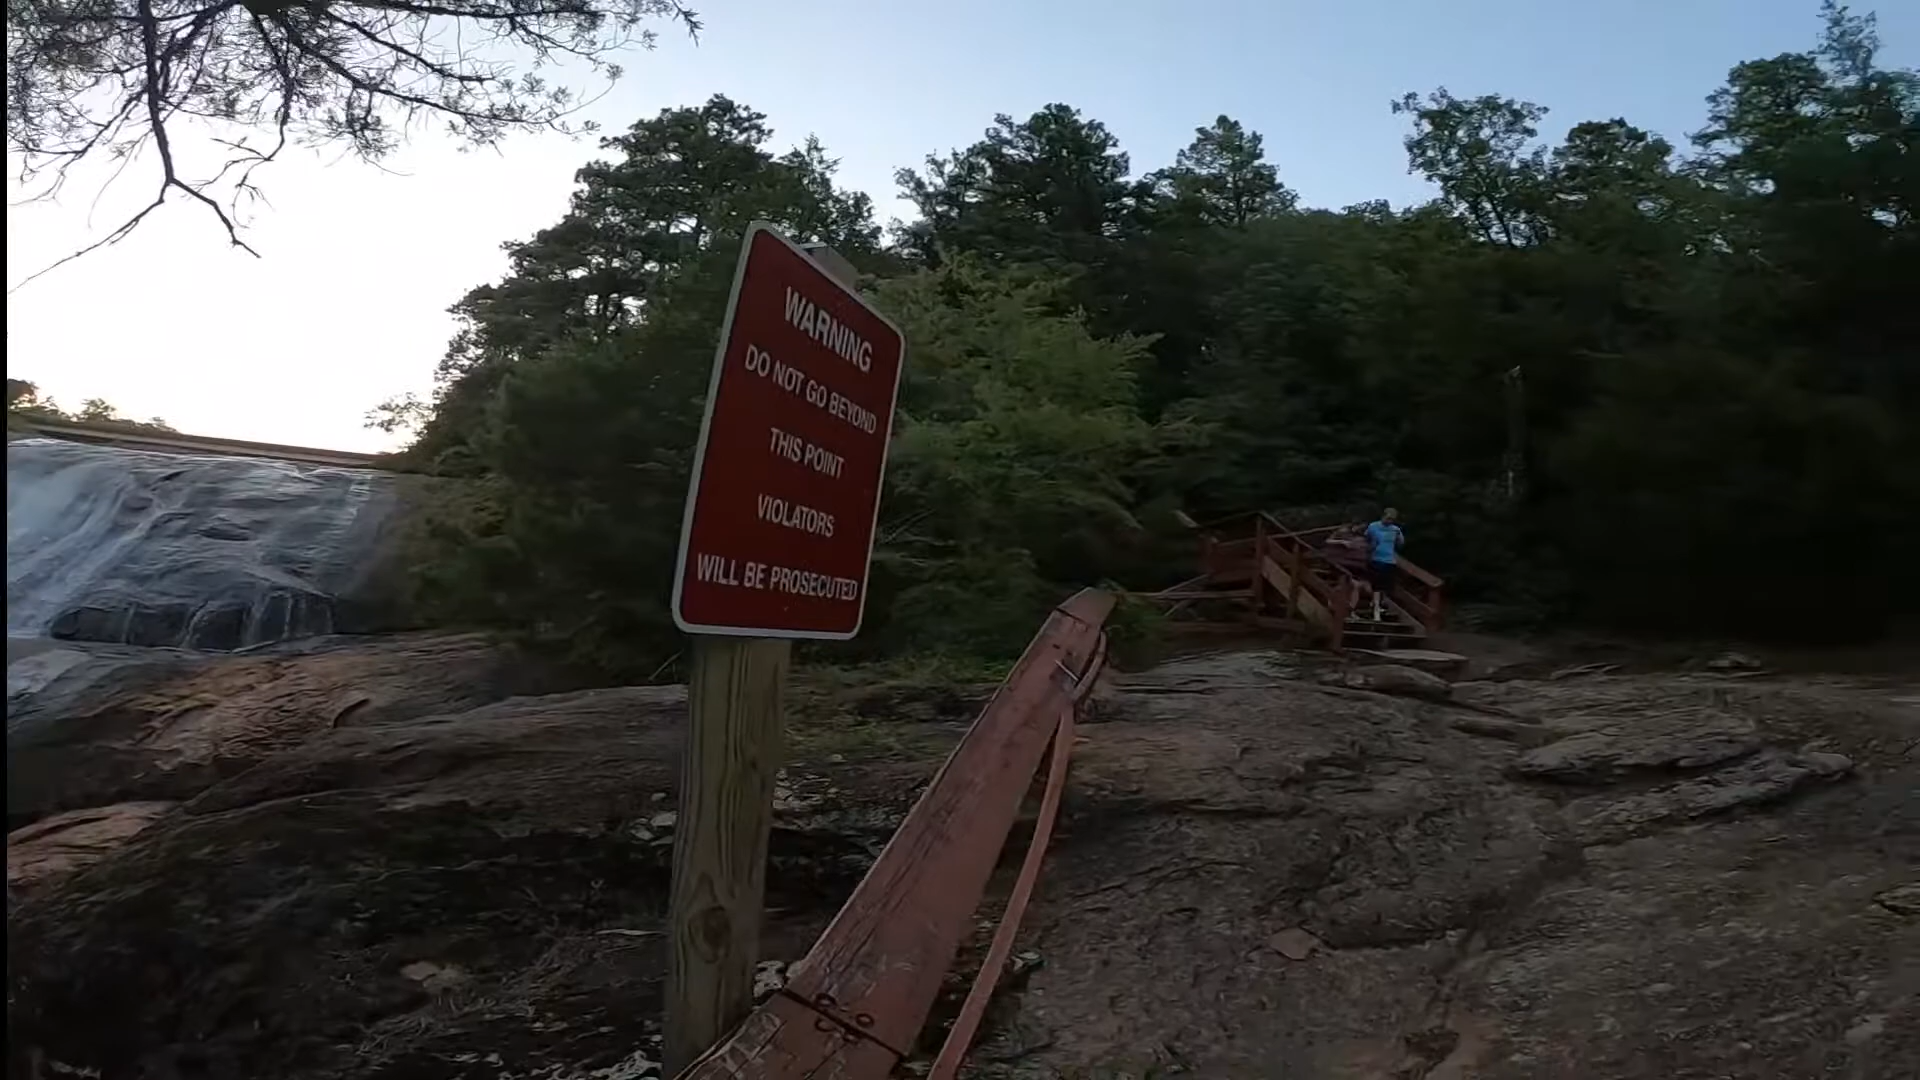 WARNING
DO NOT GO BEYOND
THIS POINT
VIOLATORS
WILL BE PROSECUTED